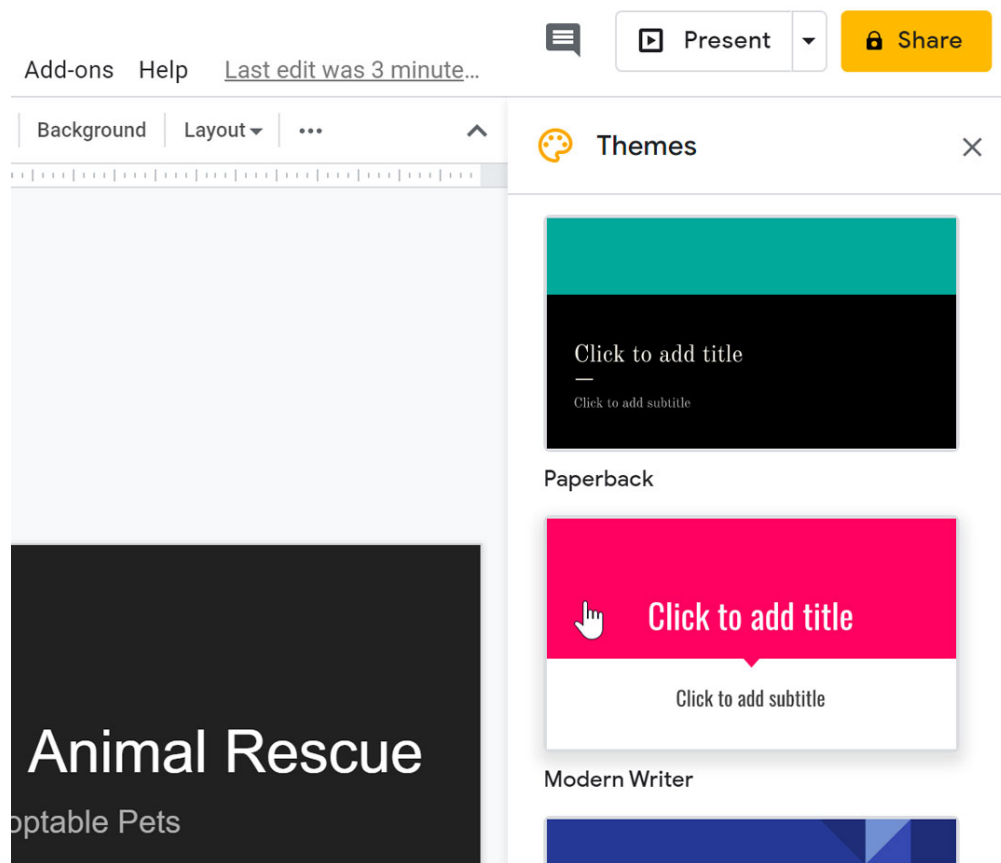 Present
Share
Add-ons Help Last edit was 3 minute...
Background Layout
Themes
Click to add title
Click to add subtitle
Paperback
Click to add title
Click to add subtitle
Modern Writer
Animal Rescue
optable Pets